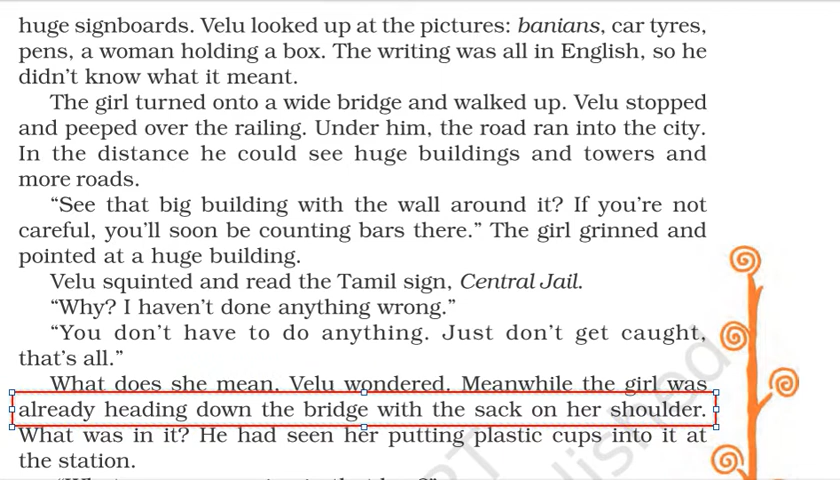 huge signboards. Velu looked up at the pictures: banians, car tyres,
pens, a woman holding a box. The writing was all in English, so he
didn’t know what it meant.
The girl turned onto a wide bridge and walked up. Velu stopped
and peeped over the railing. Under him, the road ran into the city.
In the distance he could see huge buildings and towers and
more roads.
“See that big building with the wall around it? If you’re not
careful, you’ll soon be counting bars there.” The girl grinned and
pointed at a huge building.
Velu squinted and read the Tamil sign, Central Jail.
“Why? I haven’t done anything wrong.”
“You don’t have to do anything. Just don’t get caught,
that’s all.”
What does she mean, Velu wondered. Meanwhile the girl was
already heading down the bridge with the sack on her shoulder.
What was in it? He had seen her putting plastic cups into it at
the station.